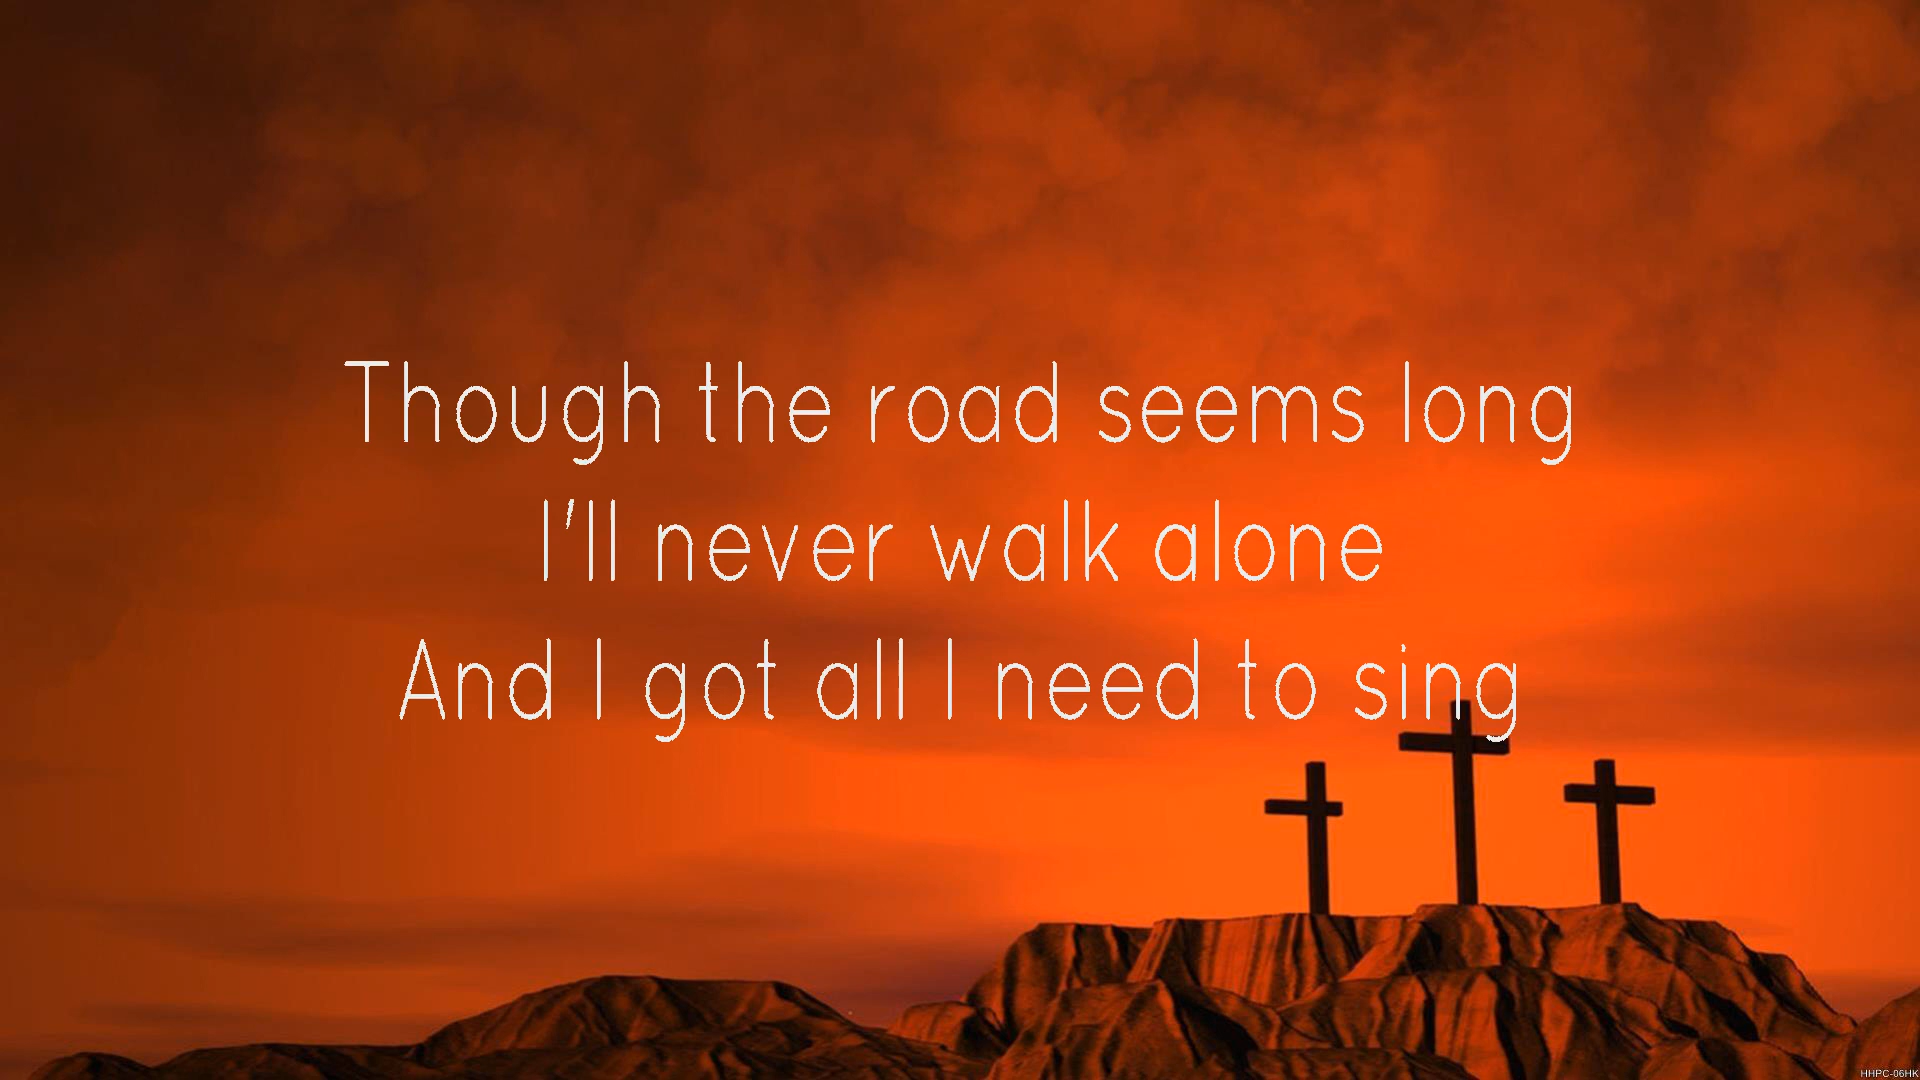 Though the road seems long
I'll never walk alone
And I got all I need to sing
HHPC-06HK